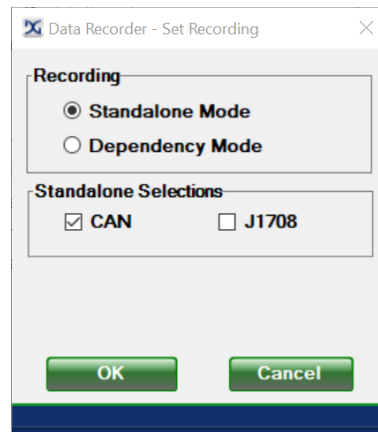 Data Recorder - Set Recording
Recording
Standalone Mode
Dependency Mode
Standalone Selections
CAN J1708
OK Cancel